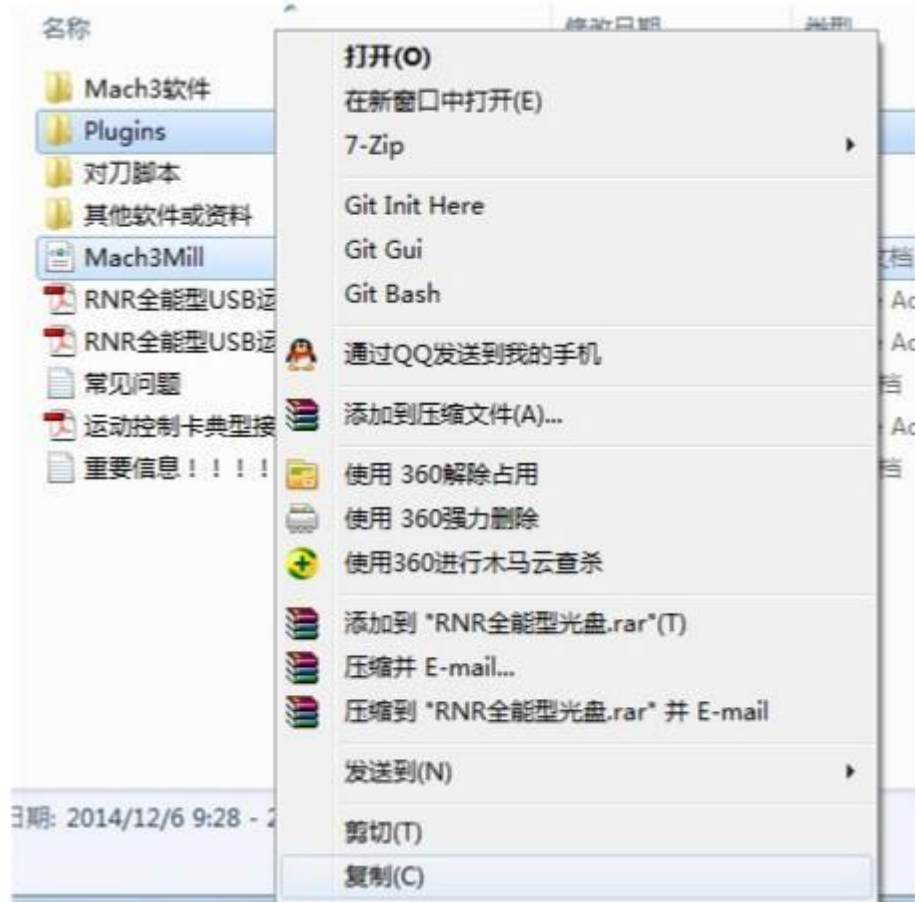 名称
修改日期
类型
Mach3软件
Plugins
对刀脚本
其他软件或资料
Mach3Mill
文档
RNR全能型USB运
Ac
RNR全能型USB运
Ac
常见问题
档
运动控制卡典型接
Ac
重要信息！！！！
档
打开(O)
在新窗口中打开(E)
7-Zip
Git Init Here
Git Gui
Git Bash
通过QQ发送到我的手机
添加到压缩文件(A)...
使用 360解除占用
使用 360强力删除
使用360进行木马云查杀
添加到 "RNR全能型光盘.rar"(T)
压缩并 E-mail...
压缩到 "RNR全能型光盘.rar" 并 E-mail
发送到(N)
剪切(T)
复制(C)
日期: 2014/12/6 9:28 - 2